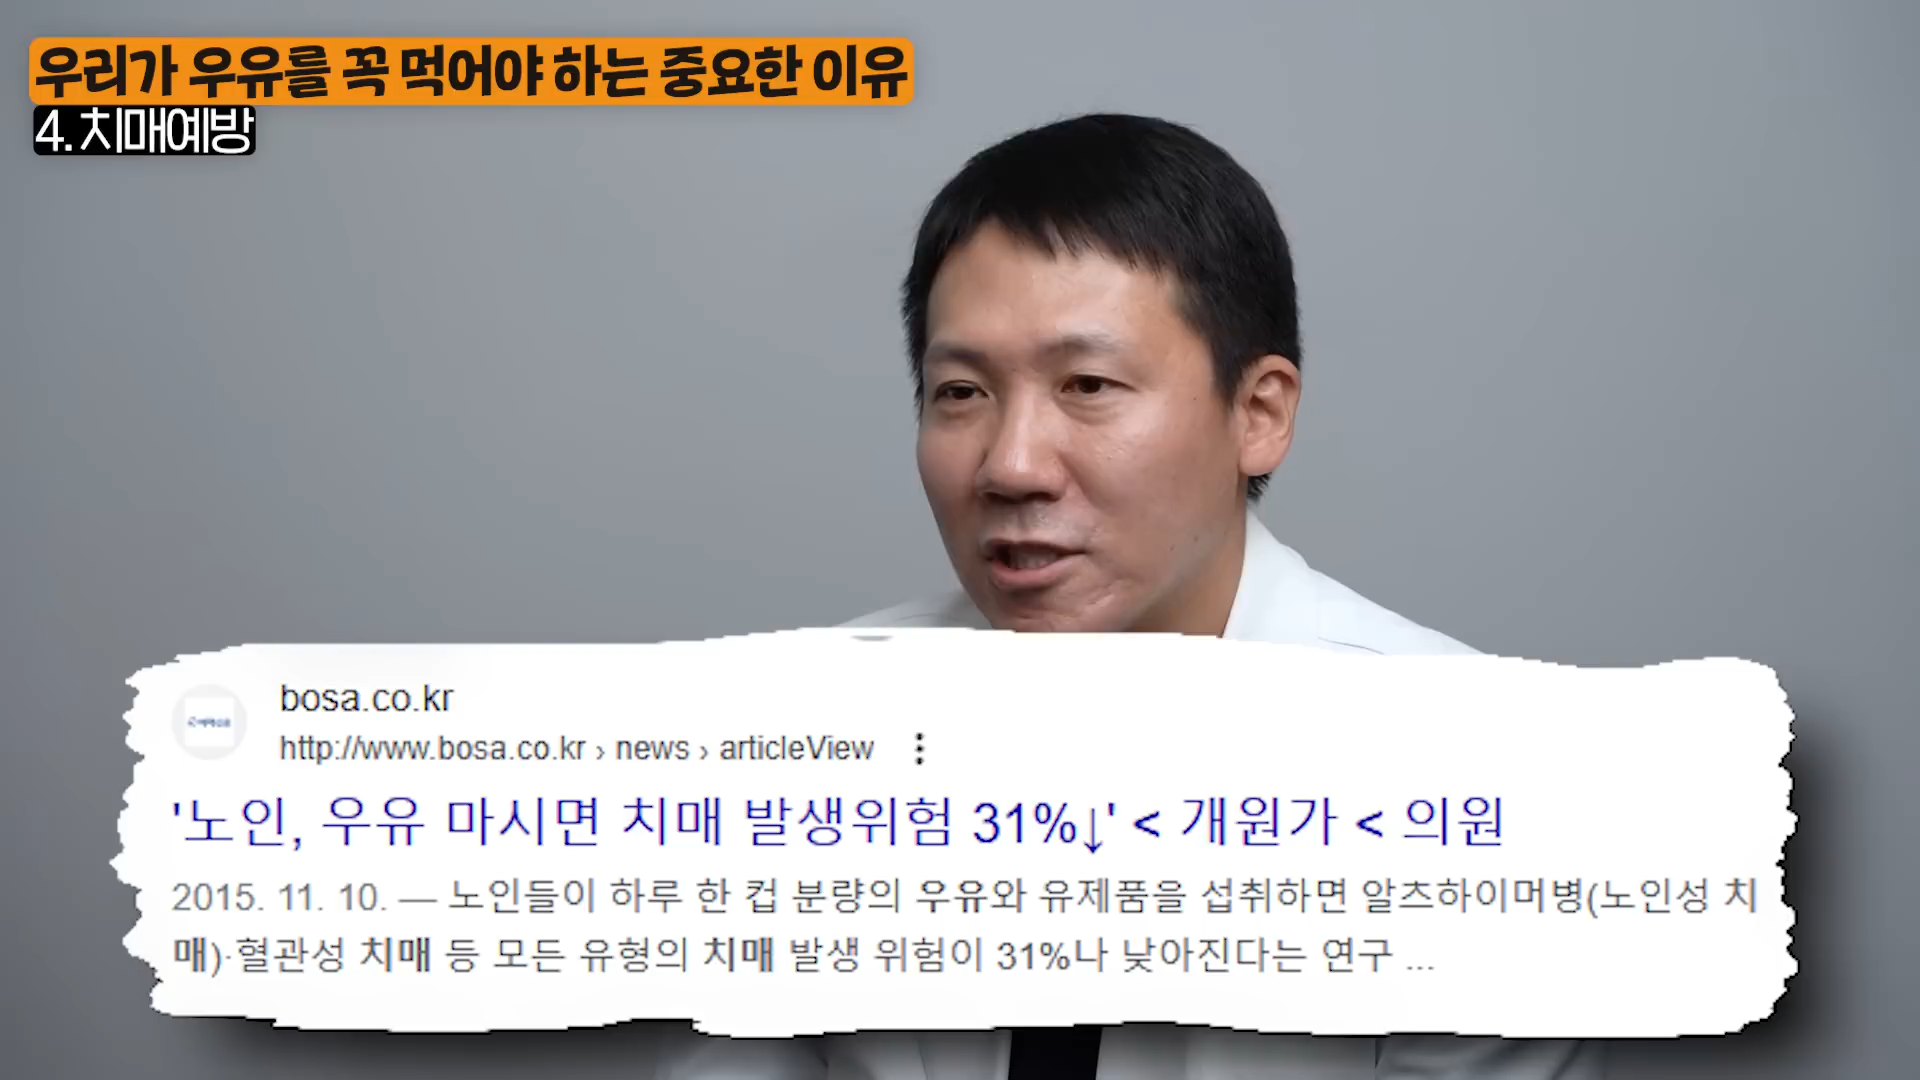 우리가 우유를 꼭 먹어야 하는 중요한 이유
4. 치매예방
bosa.co.kr
http://www.bosa.co.kr › news › articleView
'노인, 우유 마시면 치매 발생위험 31%↓' < 개원가 < 의원
2015. 11. 10. — 노인들이 하루 한 컵 분량의 우유와 유제품을 섭취하면 알츠하이머병(노인성 치
매)·혈관성 치매 등 모든 유형의 치매 발생 위험이 31%나 낮아진다는 연구 ...